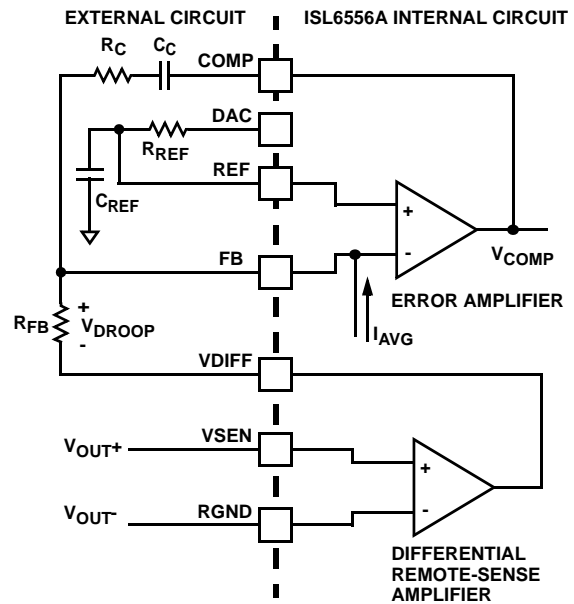 EXTERNAL CIRCUIT
ISL6556A INTERNAL CIRCUIT
RC
CC
COMP
DAC
RREF
REF
CREF
+
-
VCOMP
FB
ERROR AMPLIFIER
IAVG
RFB
+
VDROOP
-
VDIFF
VSEN
VOUT+
+
-
VOUT-
RGND
DIFFERENTIAL
REMOTE-SENSE
AMPLIFIER